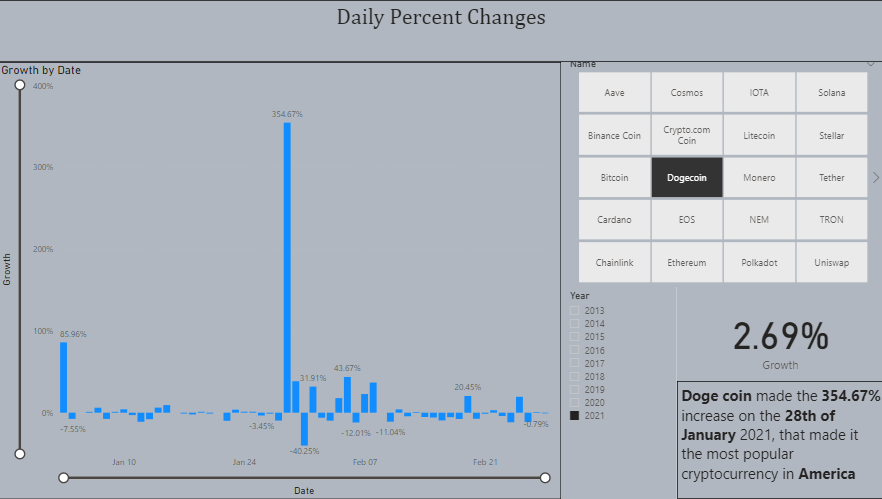 Daily Percent Changes
Growth by Date
400%
300%
200%
100%
0%
Growth
85.96%
-7.55%
-3.45%
354.67%
31.91%
-40.25%
43.67%
-12.01%
-11.04%
20.45%
-0.79%
Jan 10
Jan 24
Feb 07
Feb 21
Date
Name
Aave
Cosmos
IOTA
Solana
Binance Coin
Crypto.com
Coin
Litecoin
Stellar
Bitcoin
Dogecoin
Monero
Tether
Cardano
EOS
NEM
TRON
Chainlink
Ethereum
Polkadot
Uniswap
Year
2013
2014
2015
2016
2017
2018
2019
2020
2021
2.69%
Growth
Doge coin made the 354.67%
increase on the 28th of
January 2021, that made it
the most popular
cryptocurrency in America